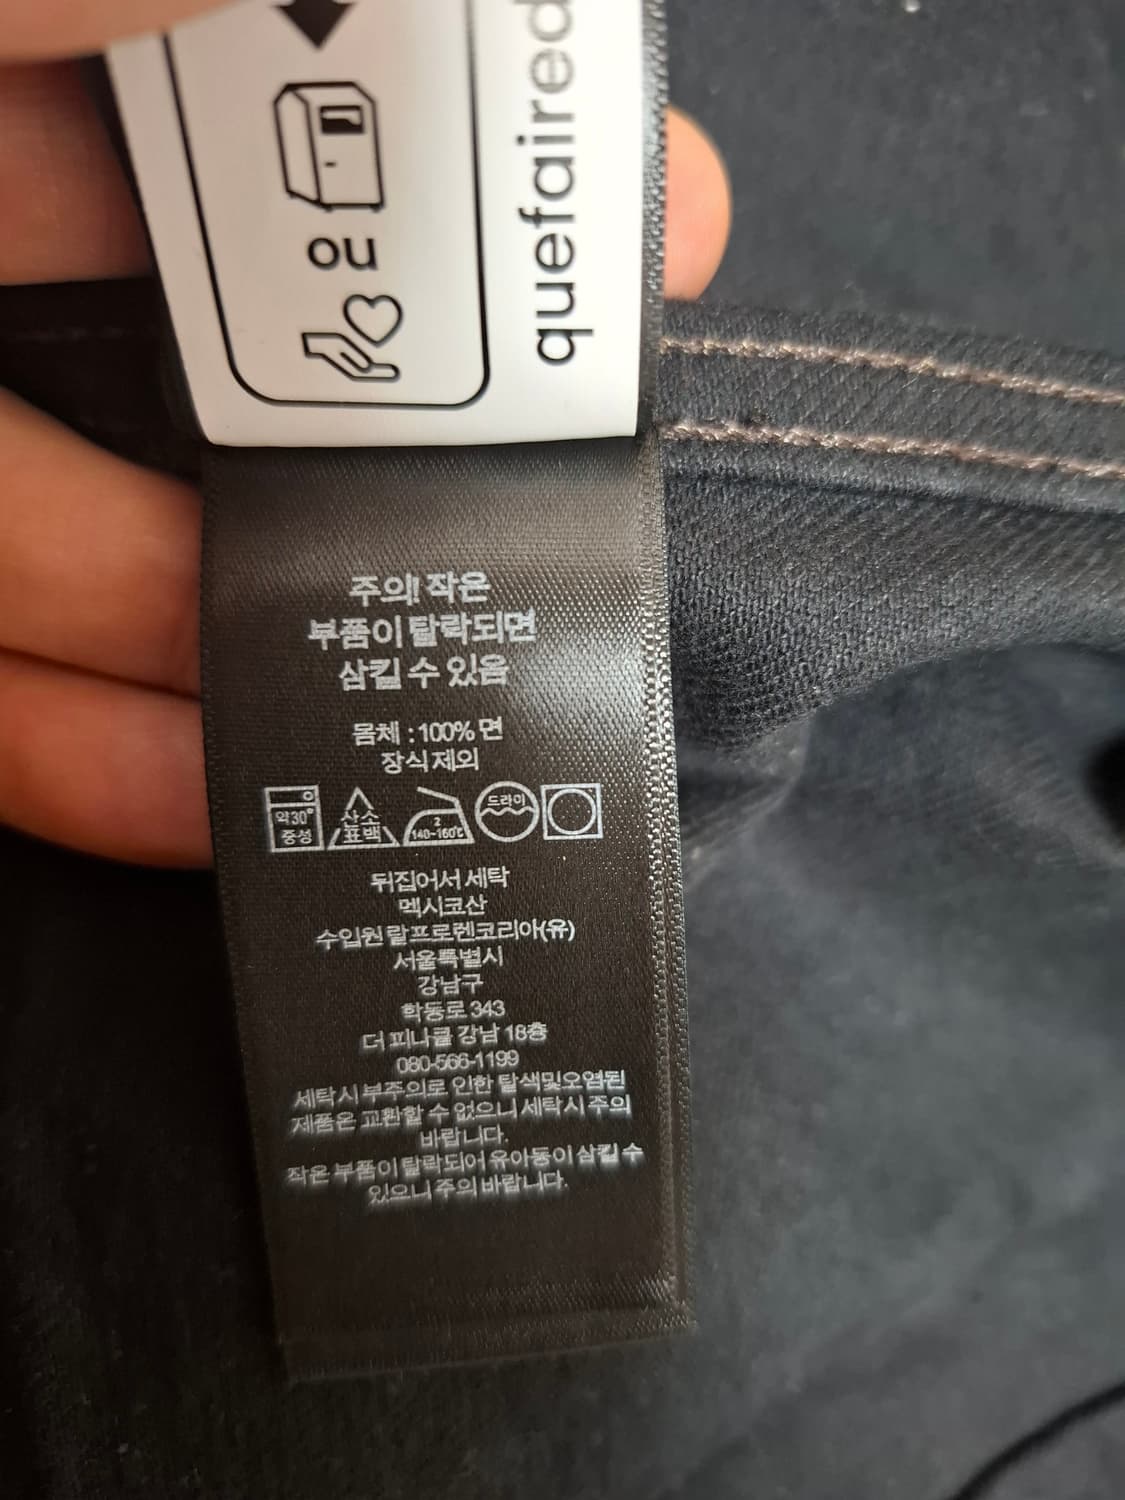 ou
quefaired
주의! 작은
부품이 탈락되면
삼킬 수 있음
몸체 : 100% 면
장식 제외
약30°
중성
산소
표백
2
140-160℃
드라이
뒤집어서 세탁
멕시코산
수입원 랄프로렌코리아(유)
서울특별시
강남구
학동로 343
더 피나클 강남 18층
080-566-1199
세탁시 부주의로 인한 탈색및오염된
제품은 교환할 수 없으니 세탁시 주의
바랍니다.
작은 부품이 탈락되어 유아동이 삼킬 수
있으니 주의 바랍니다.